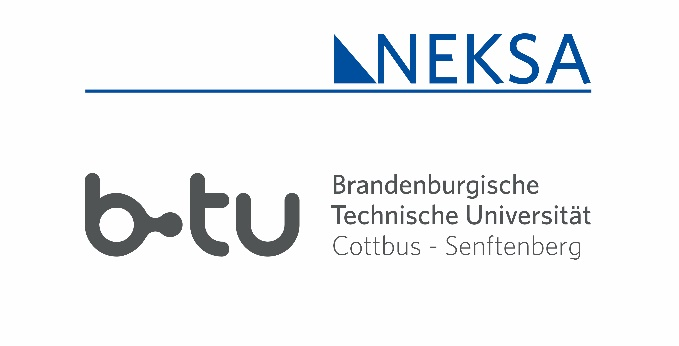 NEKSA
b-tu
Brandenburgische
Technische Universität
Cottbus - Senftenberg